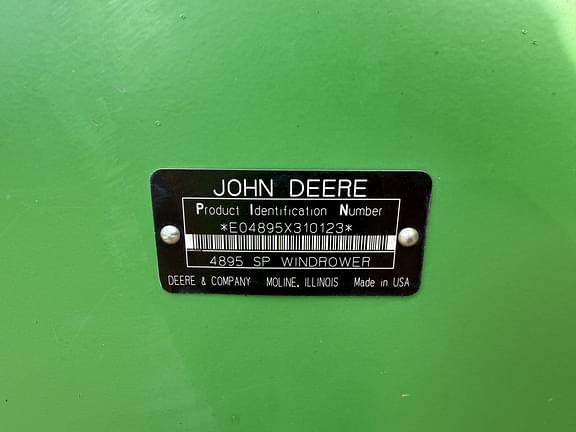 JOHN DEERE
Product Identification Number
*E04895X310123*
4895 SP WINDROWER
DEERE & COMPANY MOLINE, ILLINOIS Made in USA